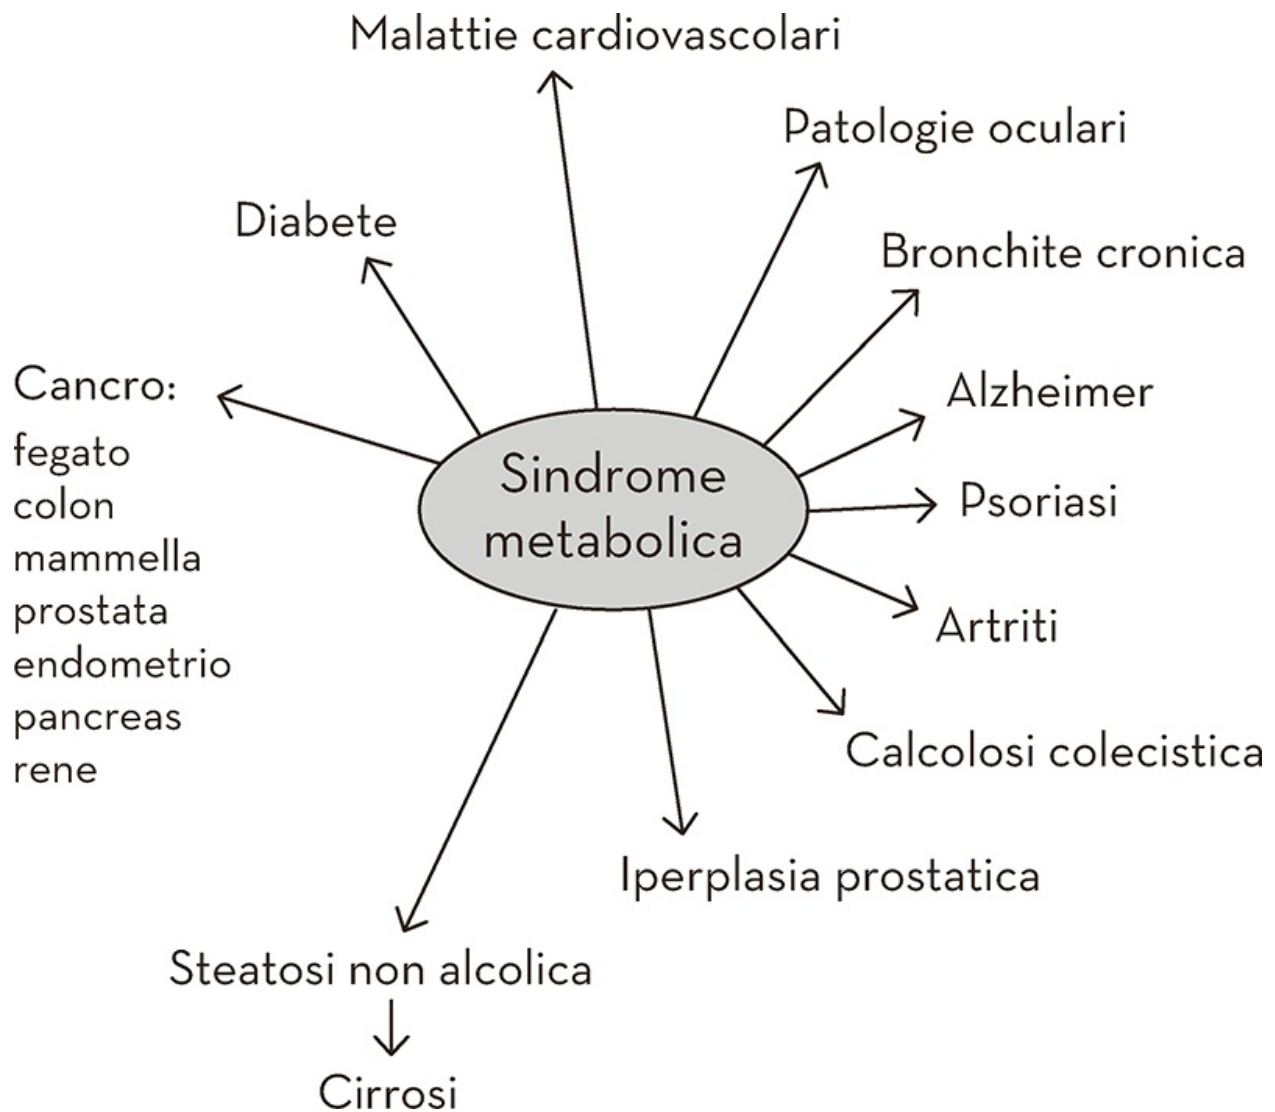 Malattie cardiovascolari
Patologie oculari
Diabete
Bronchite cronica
Cancro:
fegato
colon
mammella
prostata
endometrio
pancreas
rene
Alzheimer
Sindrome
metabolica
Psoriasi
Artriti
Calcolosi colecistica
Iperplasia prostatica
Steatosi non alcolica
Cirrosi